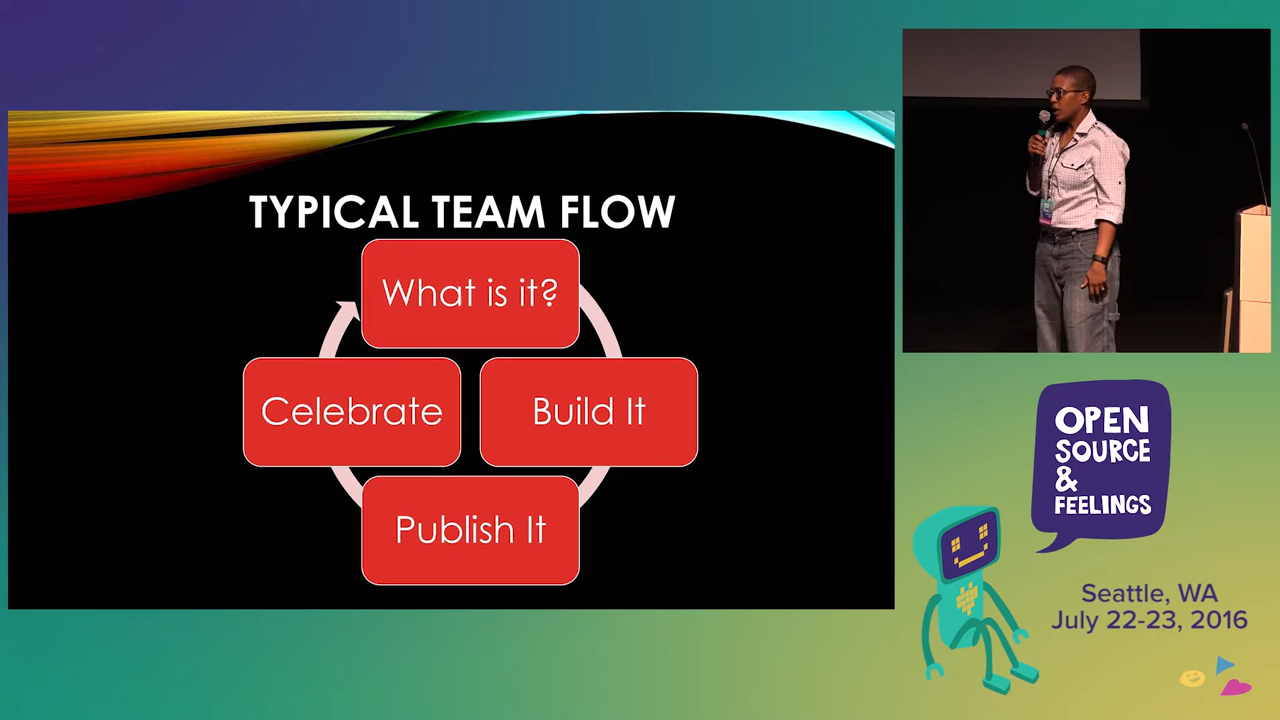 TYPICAL TEAM FLOW
What is it?
Celebrate
Build It
Publish It
OPEN
SOURCE
&
FEELINGS
Seattle, WA
July 22-23, 2016